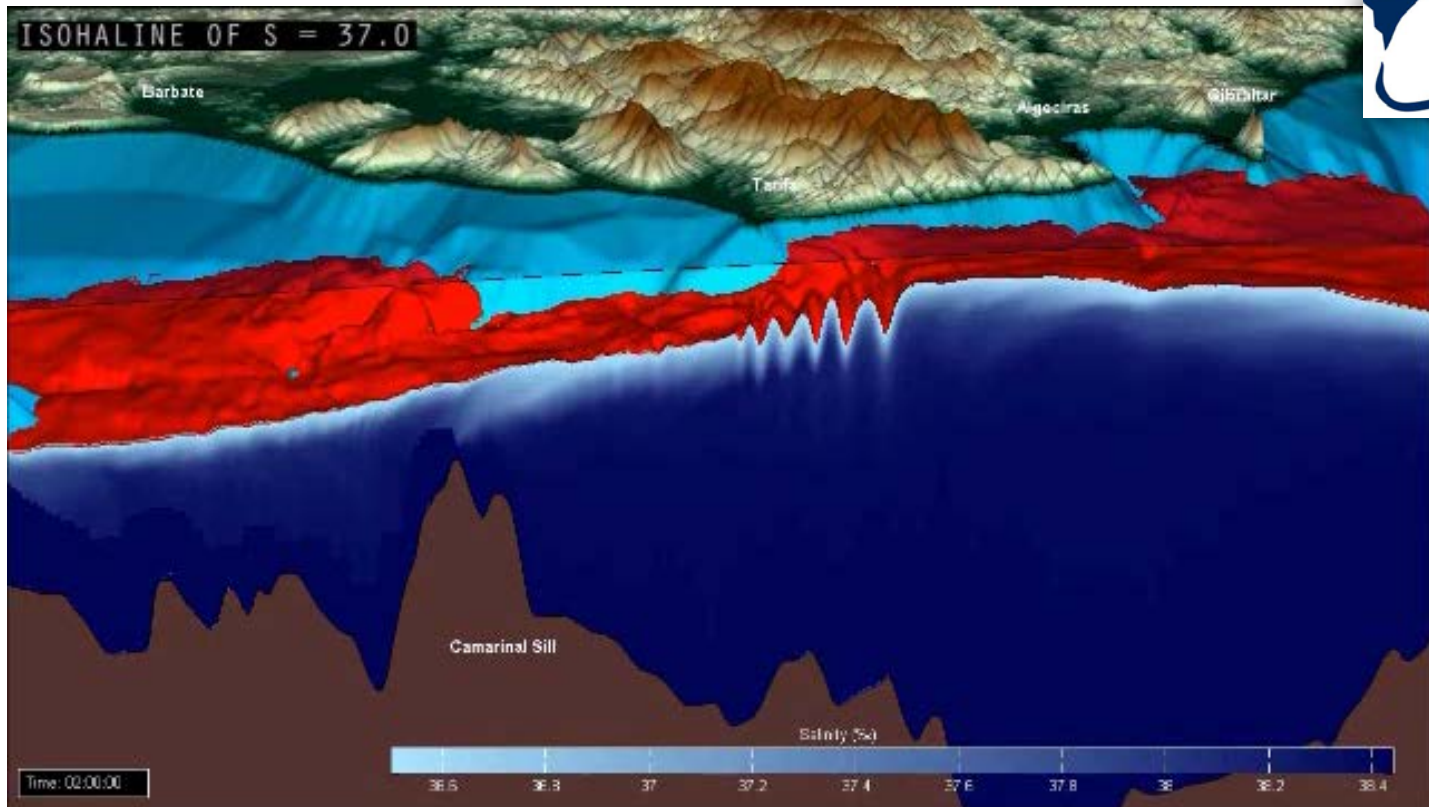 ISOHALINE OF S = 37.0
Barbate
Algeciras
Gibraltar
Tarifa
Camarinal Sill
Salinity (‰)
36.6 36.8 37 37.2 37.4 37.6 37.8 38 38.2 38.4
Time: 02:00:00